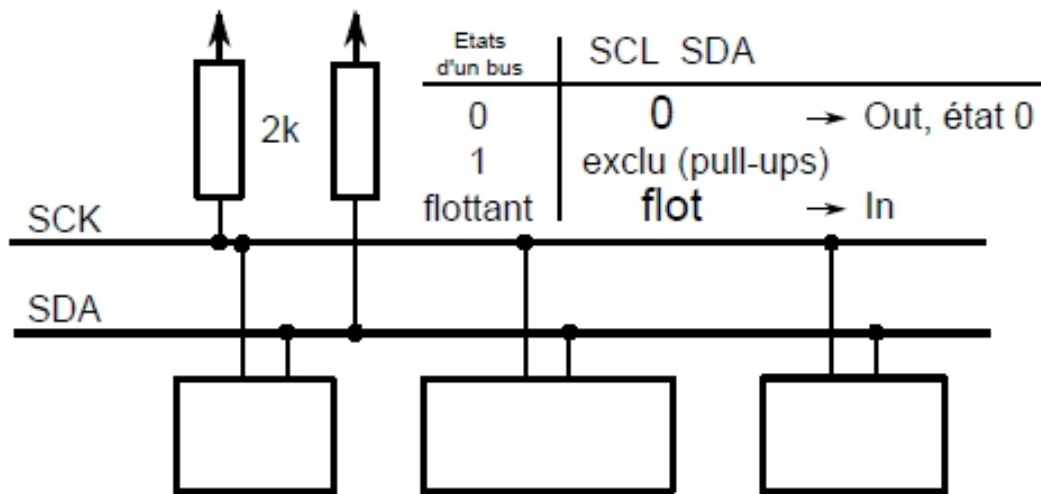 Etats
d'un bus
SCL SDA
2k
0 0 → Out, état 0
1 exclu (pull-ups)
flottant flot → In
SCK
SDA